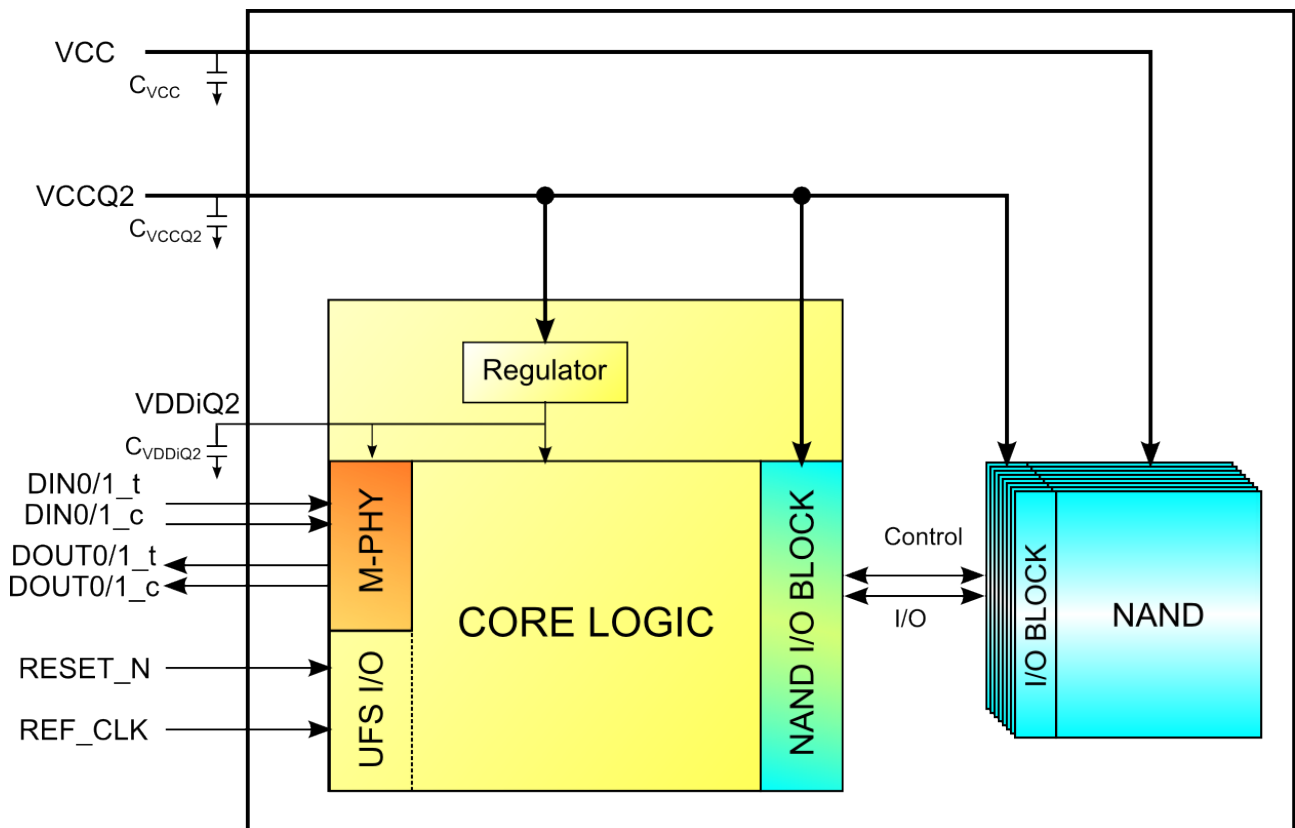 VCC
CVCC
VCCQ2
CVCCQ2
Regulator
VDDiQ2
CVDDiQ2
DIN0/1_t
DIN0/1_c
DOUT0/1_t
DOUT0/1_c
RESET_N
REF_CLK
M-PHY
UFS I/O
CORE LOGIC
NAND I/O BLOCK
Control
I/O
I/O BLOCK
NAND